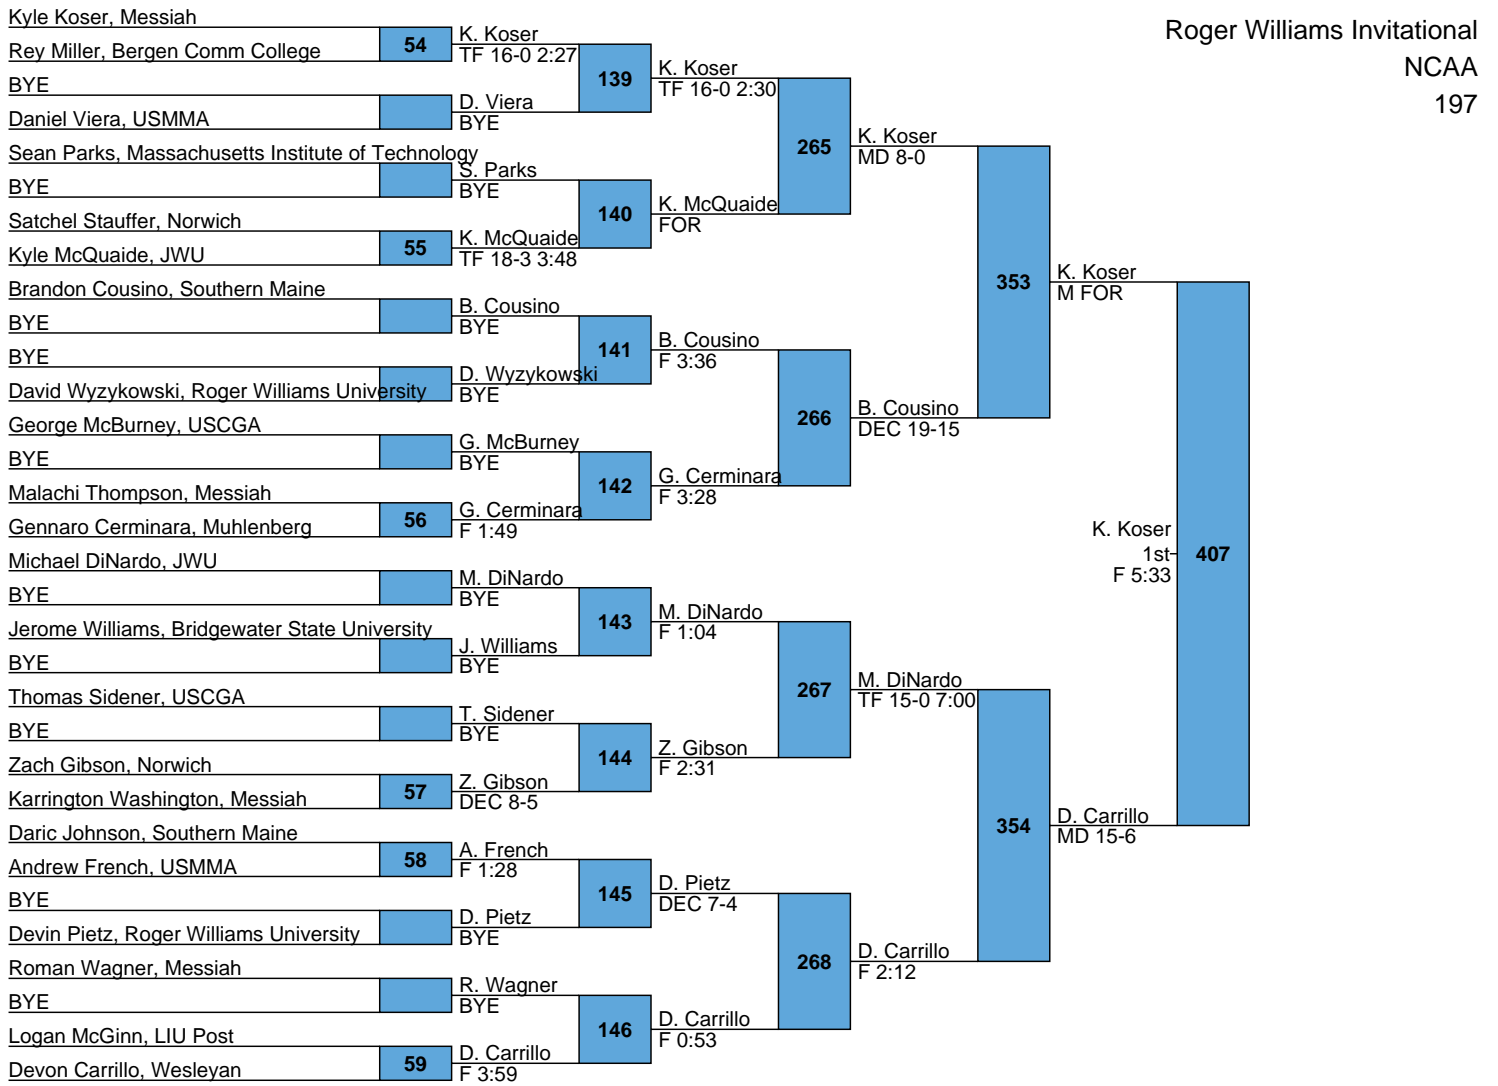 Roger Williams Invitational
NCAA
197
Kyle Koser, Messiah
Rey Miller, Bergen Comm College
BYE
Daniel Viera, USMMA
Sean Parks, Massachusetts Institute of Technology
BYE
Satchel Stauffer, Norwich
Kyle McQuaide, JWU
Brandon Cousino, Southern Maine
BYE
BYE
David Wyzykowski, Roger Williams University
George McBurney, USCGA
BYE
Malachi Thompson, Messiah
Gennaro Cerminara, Muhlenberg
Michael DiNardo, JWU
BYE
Jerome Williams, Bridgewater State University
BYE
Thomas Sidener, USCGA
BYE
Zach Gibson, Norwich
Karrington Washington, Messiah
Daric Johnson, Southern Maine
Andrew French, USMMA
BYE
Devin Pietz, Roger Williams University
Roman Wagner, Messiah
BYE
Logan McGinn, LIU Post
Devon Carrillo, Wesleyan
54
55
56
57
58
59
K. Koser
TF 16-0 2:27
D. Viera
BYE
S. Parks
BYE
K. McQuaide
TF 18-3 3:48
B. Cousino
BYE
D. Wyzykowski
BYE
G. McBurney
BYE
G. Cerminara
F 1:49
M. DiNardo
BYE
J. Williams
BYE
T. Sidener
BYE
Z. Gibson
DEC 8-5
A. French
F 1:28
D. Pietz
BYE
R. Wagner
BYE
D. Carrillo
F 3:59
139
140
141
142
143
144
145
146
K. Koser
TF 16-0 2:30
K. McQuaide
FOR
B. Cousino
F 3:36
G. Cerminara
F 3:28
M. DiNardo
F 1:04
Z. Gibson
F 2:31
D. Pietz
DEC 7-4
D. Carrillo
F 0:53
265
266
267
268
K. Koser
MD 8-0
B. Cousino
DEC 19-15
M. DiNardo
TF 15-0 7:00
D. Carrillo
F 2:12
353
354
K. Koser
M FOR
D. Carrillo
MD 15-6
K. Koser
1st
F 5:33
407